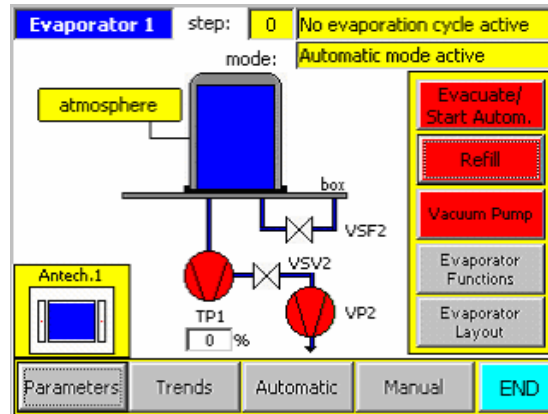 Evaporator 1 step: 0 No evaporation cycle active
mode: Automatic mode active
atmosphere
Evacuate/
Start Autom.
Refill
box
Vacuum Pump
VSF2
Evaporator
Functions
VSV2
Antech.1
TP1
VP2
Evaporator
Layout
0 %
Parameters Trends Automatic Manual END